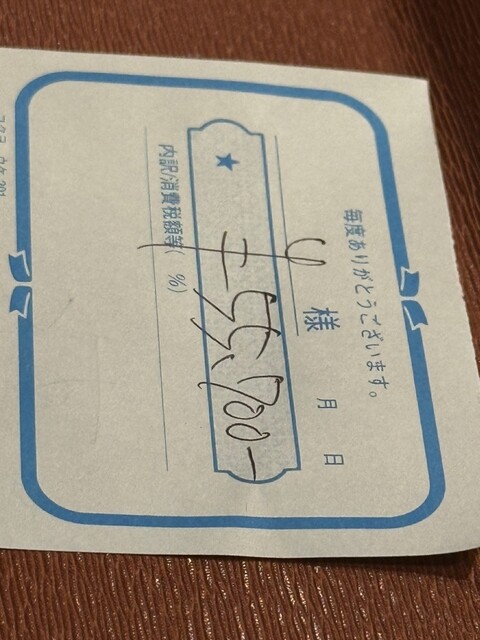 毎度ありがとうございます。
月 日
様
★ ¥55,800-
内訳/消費税額等( %)